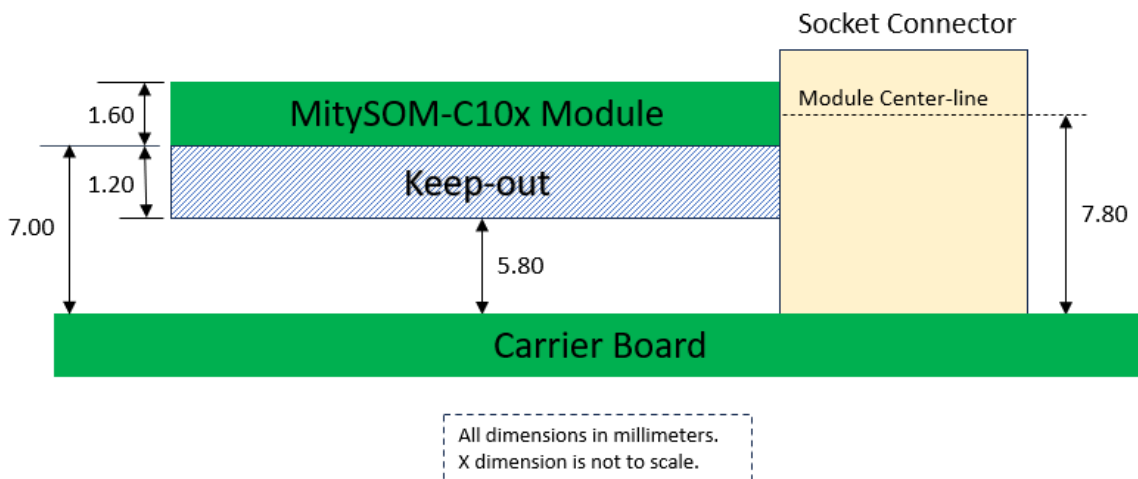 Socket Connector
Module Center-line
1.60
MitySOM-C10x Module
1.20
Keep-out
7.00
7.80
5.80
Carrier Board
All dimensions in millimeters.
X dimension is not to scale.